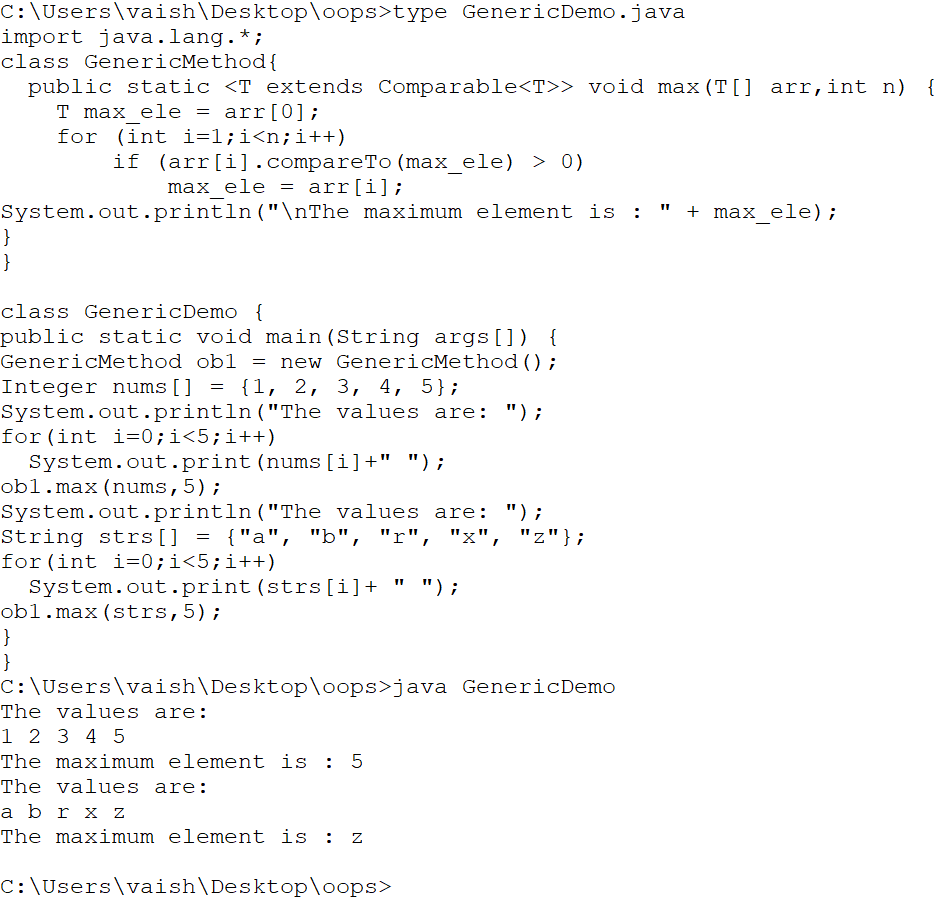 C:\Users\vaish\Desktop\oops>type GenericDemo.java
import java.lang.*;
class GenericMethod{
  public static <T extends Comparable<T>> void max(T[] arr,int n) {
    T max_ele = arr[0];
    for (int i=1;i<n;i++)
        if (arr[i].compareTo(max_ele) > 0)
            max_ele = arr[i];
System.out.println("\nThe maximum element is : " + max_ele);
}
}

class GenericDemo {
public static void main(String args[]) {
GenericMethod ob1 = new GenericMethod();
Integer nums[] = {1, 2, 3, 4, 5};
System.out.println("The values are: ");
for(int i=0;i<5;i++)
  System.out.print(nums[i]+" ");
ob1.max(nums,5);
System.out.println("The values are: ");
String strs[] = {"a", "b", "r", "x", "z"};
for(int i=0;i<5;i++)
  System.out.print(strs[i]+ " ");
ob1.max(strs,5);
}
}
C:\Users\vaish\Desktop\oops>java GenericDemo
The values are:
1 2 3 4 5
The maximum element is : 5
The values are:
a b r x z
The maximum element is : z

C:\Users\vaish\Desktop\oops>